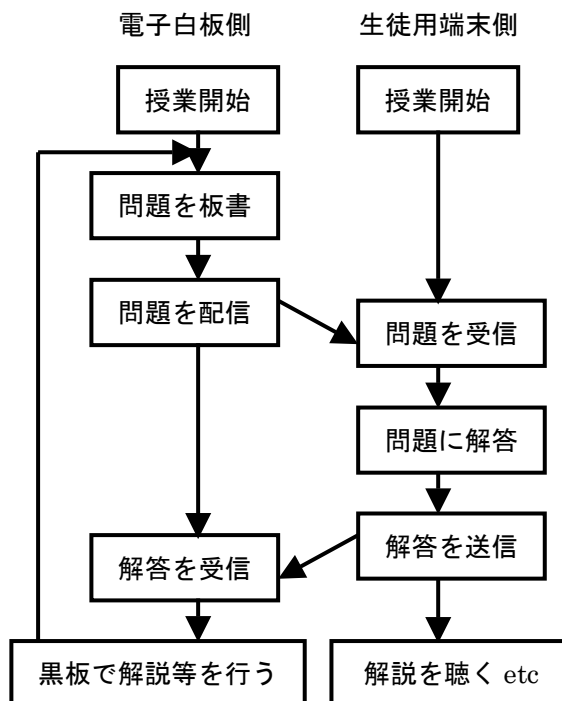 電子白板側
生徒用端末側
授業開始
授業開始
問題を板書
問題を配信
問題を受信
問題に解答
解答を送信
解答を受信
黒板で解説等を行う
解説を聴く etc